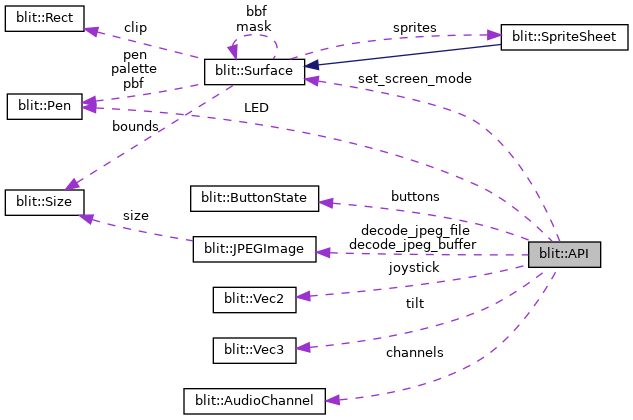 bbf
mask
blit::Rect
clip
sprites
blit::SpriteSheet
pen
palette
pbf
blit::Surface
set_screen_mode
blit::Pen
LED
bounds
blit::ButtonState
buttons
blit::Size
size
decode_jpeg_file
decode_jpeg_buffer
blit::JPEGImage
blit::API
joystick
blit::Vec2
tilt
blit::Vec3
channels
blit::AudioChannel